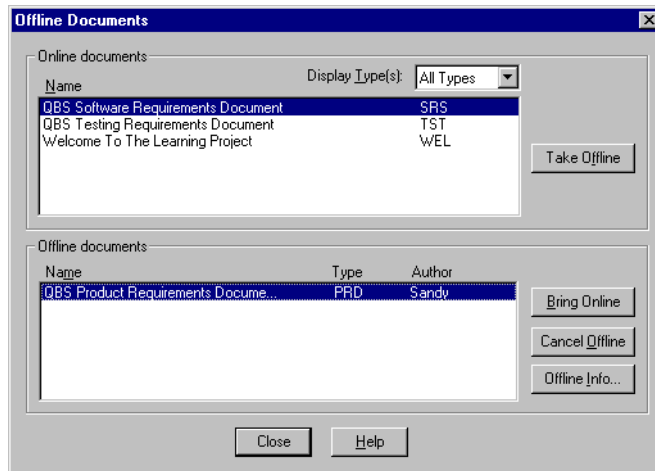 Offline Documents
Online documents
Display Type(s): All Types
Name
QBS Software Requirements Document SRS
QBS Testing Requirements Document TST
Welcome To The Learning Project WEL
Take Offline
Offline documents
Name Type Author
QBS Product Requirements Docume... PRD Sandy
Bring Online
Cancel Offline
Offline Info...
Close Help